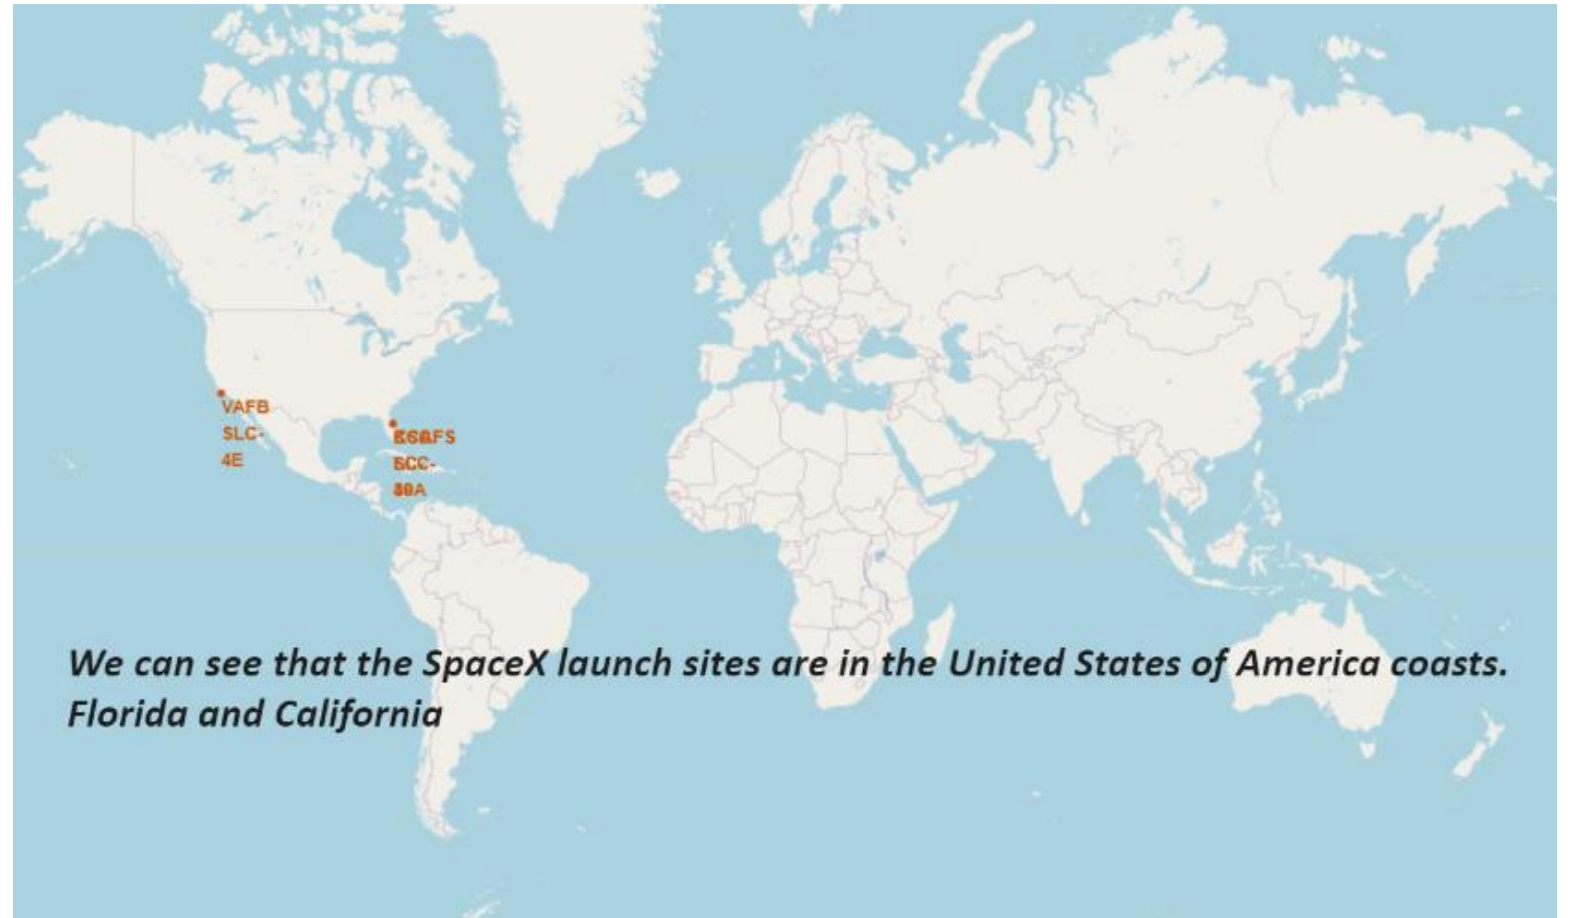 VAFB
SLC-
4E
We can see that the SpaceX launch sites are in the United States of America coasts.
Florida and California